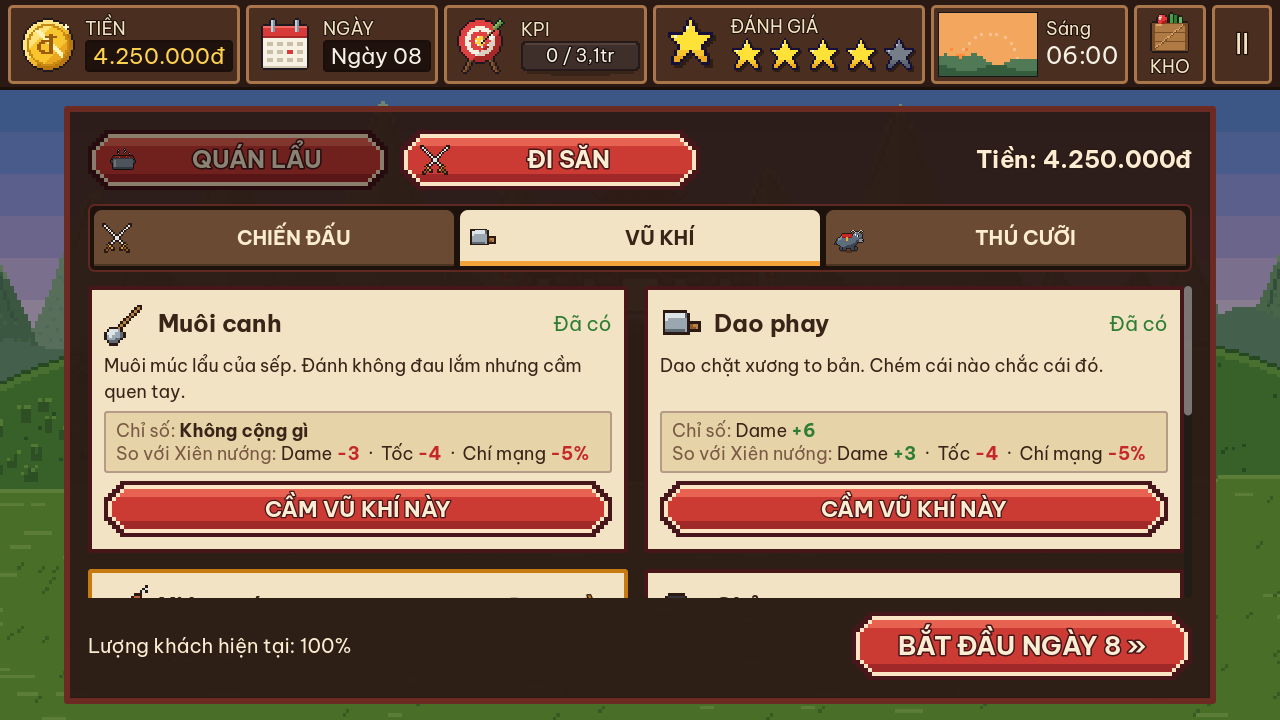 TIỀN
4.250.000đ
NGÀY
Ngày 08
KPI
0 / 3,1tr
ĐÁNH GIÁ
Sáng
06:00
KHO
QUÁN LẨU
ĐI SĂN
Tiền: 4.250.000đ
CHIẾN ĐẤU
VŨ KHÍ
THÚ CƯỠI
Muôi canh
Đã có
Muôi múc lẩu của sếp. Đánh không đau lắm nhưng cầm
quen tay.
Chỉ số: Không cộng gì
So với Xiên nướng: Dame -3 · Tốc -4 · Chí mạng -5%
CẦM VŨ KHÍ NÀY
Dao phay
Đã có
Dao chặt xương to bản. Chém cái nào chắc cái đó.
Chỉ số: Dame +6
So với Xiên nướng: Dame +3 · Tốc -4 · Chí mạng -5%
CẦM VŨ KHÍ NÀY
Lượng khách hiện tại: 100%
BẮT ĐẦU NGÀY 8 »